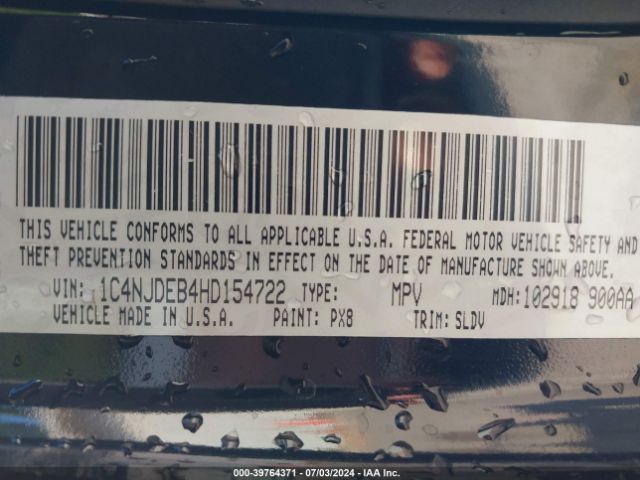 THIS VEHICLE CONFORMS TO ALL APPLICABLE U.S.A. FEDERAL MOTOR VEHICLE SAFETY AND
THEFT PREVENTION STANDARDS IN EFFECT ON THE DATE OF MANUFACTURE SHOWN ABOVE.
VIN: 1C4NJDEB4HD154722 TYPE: MPV MDH: 102918 900AA
VEHICLE MADE IN U.S.A. PAINT: PX8 TRIM: SLDV
000-39764371 - 07/03/2024 - IAA Inc.